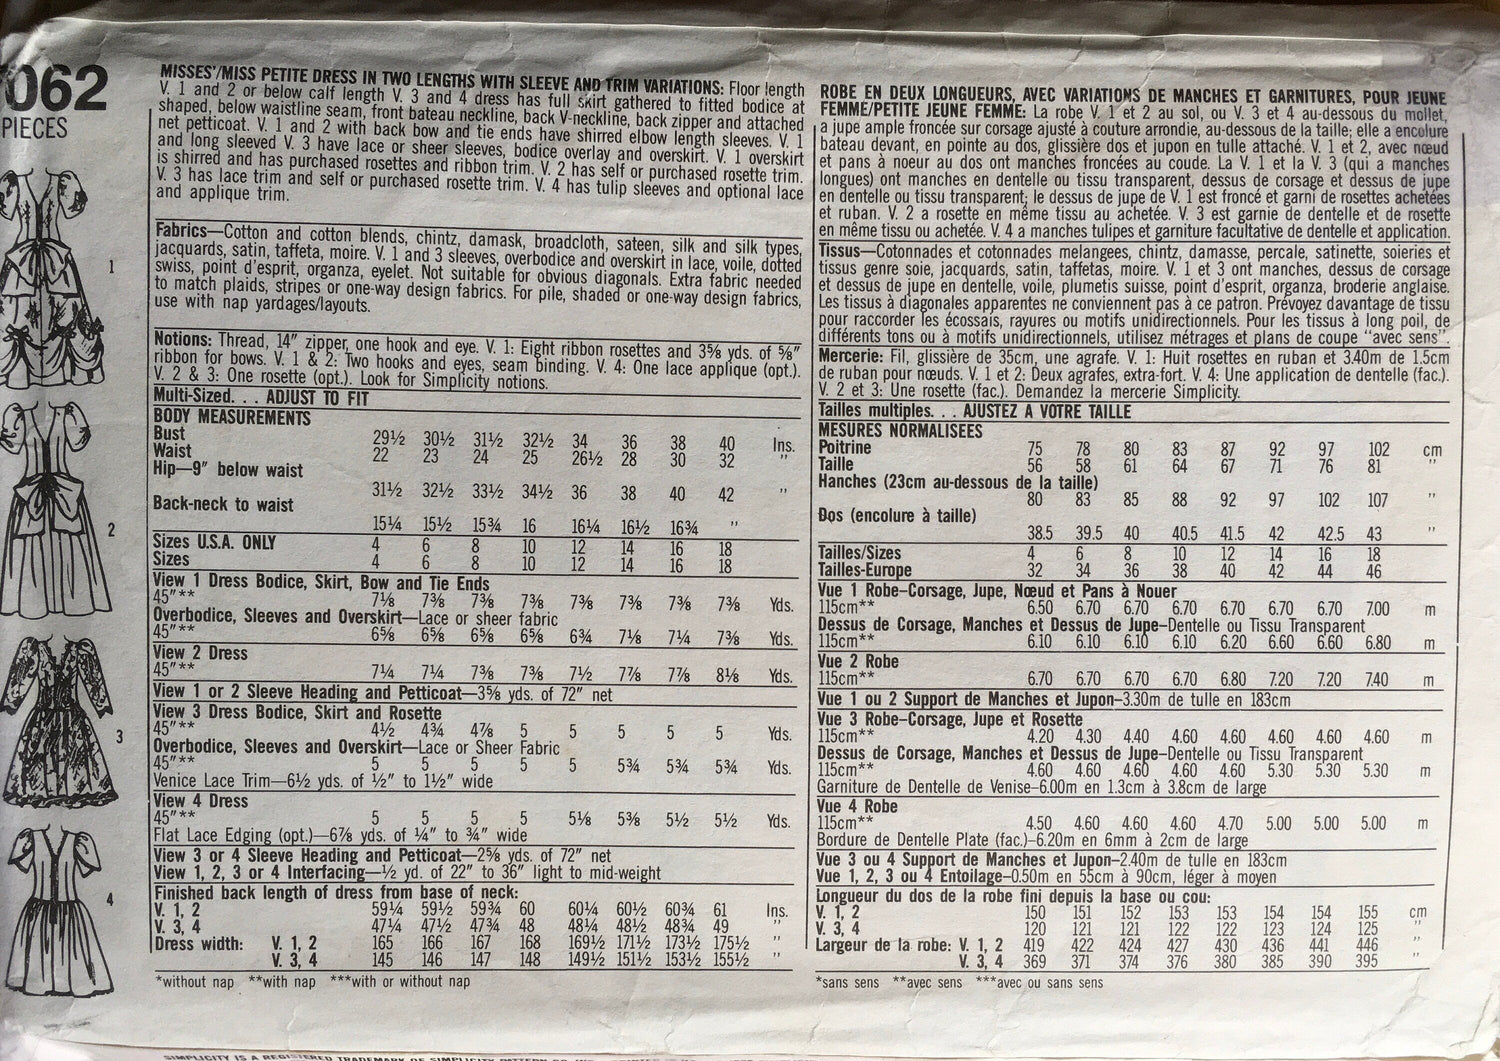 062
PIECES
1
2
3
4
MISSES'/MISS PETITE DRESS IN TWO LENGTHS WITH SLEEVE AND TRIM VARIATIONS: Floor length
V. 1 and 2 or below calf length V. 3 and 4 dress has full skirt gathered to fitted bodice at
shaped, below waistline seam, front bateau neckline, back V-neckline, back zipper and attached
net petticoat. V. 1 and 2 with back bow and tie ends have shirred elbow length sleeves. V. 1
and long sleeved V. 3 have lace or sheer sleeves, bodice overlay and overskirt. V. 1 overskirt
is shirred and has purchased rosettes and ribbon trim. V. 2 has self or purchased rosette trim.
V. 3 has lace trim and self or purchased rosette trim. V. 4 has tulip sleeves and optional lace
and applique trim.
Fabrics—Cotton and cotton blends, chintz, damask, broadcloth, sateen, silk and silk types,
jacquards, satin, taffeta, moire. V. 1 and 3 sleeves, overbodice and overskirt in lace, voile, dotted
swiss, point d'esprit, organza, eyelet. Not suitable for obvious diagonals. Extra fabric needed
to match plaids, stripes or one-way design fabrics. For pile, shaded or one-way design fabrics,
use with nap yardages/layouts.
Notions: Thread, 14″ zipper, one hook and eye. V. 1: Eight ribbon rosettes and 3⅝ yds. of ⅝″
ribbon for bows. V. 1 & 2: Two hooks and eyes, seam binding. V. 4: One lace applique (opt.).
V. 2 & 3: One rosette (opt.). Look for Simplicity notions.
Multi-Sized. . . ADJUST TO FIT
BODY MEASUREMENTS
Bust 29½ 30½ 31½ 32½ 34 36 38 40 Ins.
Waist 22 23 24 25 26½ 28 30 32 ″
Hip—9″ below waist
31½ 32½ 33½ 34½ 36 38 40 42 ″
Back-neck to waist
15¼ 15½ 15¾ 16 16¼ 16½ 16¾ ″
Sizes U.S.A. ONLY 4 6 8 10 12 14 16 18
Sizes 4 6 8 10 12 14 16 18
View 1 Dress Bodice, Skirt, Bow and Tie Ends
45″** 7⅛ 7⅜ 7⅜ 7⅜ 7⅜ 7⅜ 7⅜ 7⅜ Yds.
Overbodice, Sleeves and Overskirt—Lace or sheer fabric
45″** 6⅝ 6⅝ 6⅝ 6⅝ 6¾ 7⅛ 7¼ 7⅜ Yds.
View 2 Dress
45″** 7¼ 7¼ 7⅜ 7⅜ 7½ 7⅞ 7⅞ 8⅛ Yds.
View 1 or 2 Sleeve Heading and Petticoat—3⅝ yds. of 72″ net
View 3 Dress Bodice, Skirt and Rosette
45″** 4½ 4¾ 4⅞ 5 5 5 5 5 Yds.
Overbodice, Sleeves and Overskirt—Lace or Sheer Fabric
45″** 5 5 5 5 5 5¾ 5¾ 5¾ Yds.
Venice Lace Trim—6½ yds. of ½″ to 1½″ wide
View 4 Dress
45″** 5 5 5 5 5⅛ 5⅜ 5½ 5½ Yds.
Flat Lace Edging (opt.)—6⅞ yds. of ¼″ to ¾″ wide
View 3 or 4 Sleeve Heading and Petticoat—2⅝ yds. of 72″ net
View 1, 2, 3 or 4 Interfacing—½ yd. of 22″ to 36″ light to mid-weight
Finished back length of dress from base of neck:
V. 1, 2 59¼ 59½ 59¾ 60 60¼ 60½ 60¾ 61 Ins.
V. 3, 4 47¼ 47½ 47¾ 48 48¼ 48½ 48¾ 49 ″
Dress width: V. 1, 2 165 166 167 168 169½ 171½ 173½ 175½ ″
V. 3, 4 145 146 147 148 149½ 151½ 153½ 155½ ″
*without nap **with nap ***with or without nap
ROBE EN DEUX LONGUEURS, AVEC VARIATIONS DE MANCHES ET GARNITURES, POUR JEUNE
FEMME/PETITE JEUNE FEMME: La robe V. 1 et 2 au sol, ou V. 3 et 4 au-dessous du mollet,
a jupe ample froncée sur corsage ajusté à couture arrondie, au-dessous de la taille; elle a encolure
bateau devant, en pointe au dos, glissière dos et jupon en tulle attaché. V. 1 et 2, avec nœud
et pans à noeur au dos ont manches froncées au coude. La V. 1 et la V. 3 (qui a manches
longues) ont manches en dentelle ou tissu transparent, dessus de corsage et dessus de jupe
en dentelle ou tissu transparent; le dessus de jupe de V. 1 est froncé et garni de rosettes achetées
et ruban. V. 2 a rosette en même tissu au achetée. V. 3 est garnie de dentelle et de rosette
en même tissu ou achetée. V. 4 a manches tulipes et garniture facultative de dentelle et application.
Tissus—Cotonnades et cotonnades melangees, chintz, damasse, percale, satinette, soieries et
tissus genre soie, jacquards, satin, taffetas, moire. V. 1 et 3 ont manches, dessus de corsage
et dessus de jupe en dentelle, voile, plumetis suisse, point d'esprit, organza, broderie anglaise.
Les tissus à diagonales apparentes ne conviennent pas à ce patron. Prévoyez davantage de tissu
pour raccorder les écossais, rayures ou motifs unidirectionnels. Pour les tissus à long poil, de
différents tons ou à motifs unidirectionnels, utilisez métrages et plans de coupe “avec sens”.
Mercerie: Fil, glissière de 35cm, une agrafe. V. 1: Huit rosettes en ruban et 3.40m de 1.5cm
de ruban pour nœuds. V. 1 et 2: Deux agrafes, extra-fort. V. 4: Une application de dentelle (fac.).
V. 2 et 3: Une rosette (fac.). Demandez la mercerie Simplicity.
Tailles multiples. . . AJUSTEZ A VOTRE TAILLE
MESURES NORMALISEES
Poitrine 75 78 80 83 87 92 97 102 cm
Taille 56 58 61 64 67 71 76 81 ″
Hanches (23cm au-dessous de la taille)
80 83 85 88 92 97 102 107 ″
Dos (encolure à taille)
38.5 39.5 40 40.5 41.5 42 42.5 43 ″
Tailles/Sizes 4 6 8 10 12 14 16 18
Tailles-Europe 32 34 36 38 40 42 44 46
Vue 1 Robe-Corsage, Jupe, Nœud et Pans à Nouer
115cm** 6.50 6.70 6.70 6.70 6.70 6.70 6.70 7.00 m
Dessus de Corsage, Manches et Dessus de Jupe–Dentelle ou Tissu Transparent
115cm** 6.10 6.10 6.10 6.10 6.20 6.60 6.60 6.80 m
Vue 2 Robe
115cm** 6.70 6.70 6.70 6.70 6.80 7.20 7.20 7.40 m
Vue 1 ou 2 Support de Manches et Jupon–3.30m de tulle en 183cm
Vue 3 Robe–Corsage, Jupe et Rosette
115cm** 4.20 4.30 4.40 4.60 4.60 4.60 4.60 4.60 m
Dessus de Corsage, Manches et Dessus de Jupe–Dentelle ou Tissu Transparent
115cm** 4.60 4.60 4.60 4.60 4.60 5.30 5.30 5.30 m
Garniture de Dentelle de Venise–6.00m en 1.3cm à 3.8cm de large
Vue 4 Robe
115cm** 4.50 4.60 4.60 4.60 4.70 5.00 5.00 5.00 m
Bordure de Dentelle Plate (fac.)–6.20m en 6mm à 2cm de large
Vue 3 ou 4 Support de Manches et Jupon–2.40m de tulle en 183cm
Vue 1, 2, 3 ou 4 Entoilage–0.50m en 55cm à 90cm, léger à moyen
Longueur du dos de la robe fini depuis la base ou cou:
V. 1, 2 150 151 152 153 153 154 154 155 cm
V. 3, 4 120 121 121 122 122 123 124 125 ″
Largeur de la robe: V. 1, 2 419 422 424 427 430 436 441 446 ″
V. 3, 4 369 371 374 376 380 385 390 395 ″
*sans sens **avec sens ***avec ou sans sens
SIMPLICITY IS A REGISTERED TRADEMARK OF SIMPLICITY PATTERN